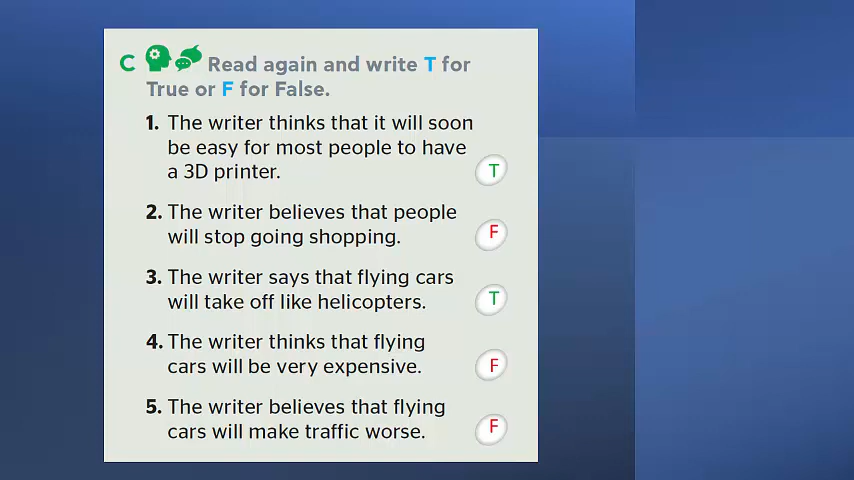 C Read again and write T for
True or F for False.
1. The writer thinks that it will soon
be easy for most people to have
a 3D printer.
T
2. The writer believes that people
will stop going shopping.
F
3. The writer says that flying cars
will take off like helicopters.
T
4. The writer thinks that flying
cars will be very expensive.
F
5. The writer believes that flying
cars will make traffic worse.
F